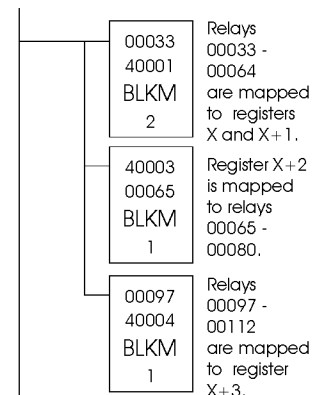 00033
40001
BLKM
2
Relays
00033 -
00064
are mapped
to registers
X and X+1.
40003
00065
BLKM
1
Register X+2
is mapped
to relays
00065 -
00080.
00097
40004
BLKM
1
Relays
00097 -
00112
are mapped
to register
X+3.